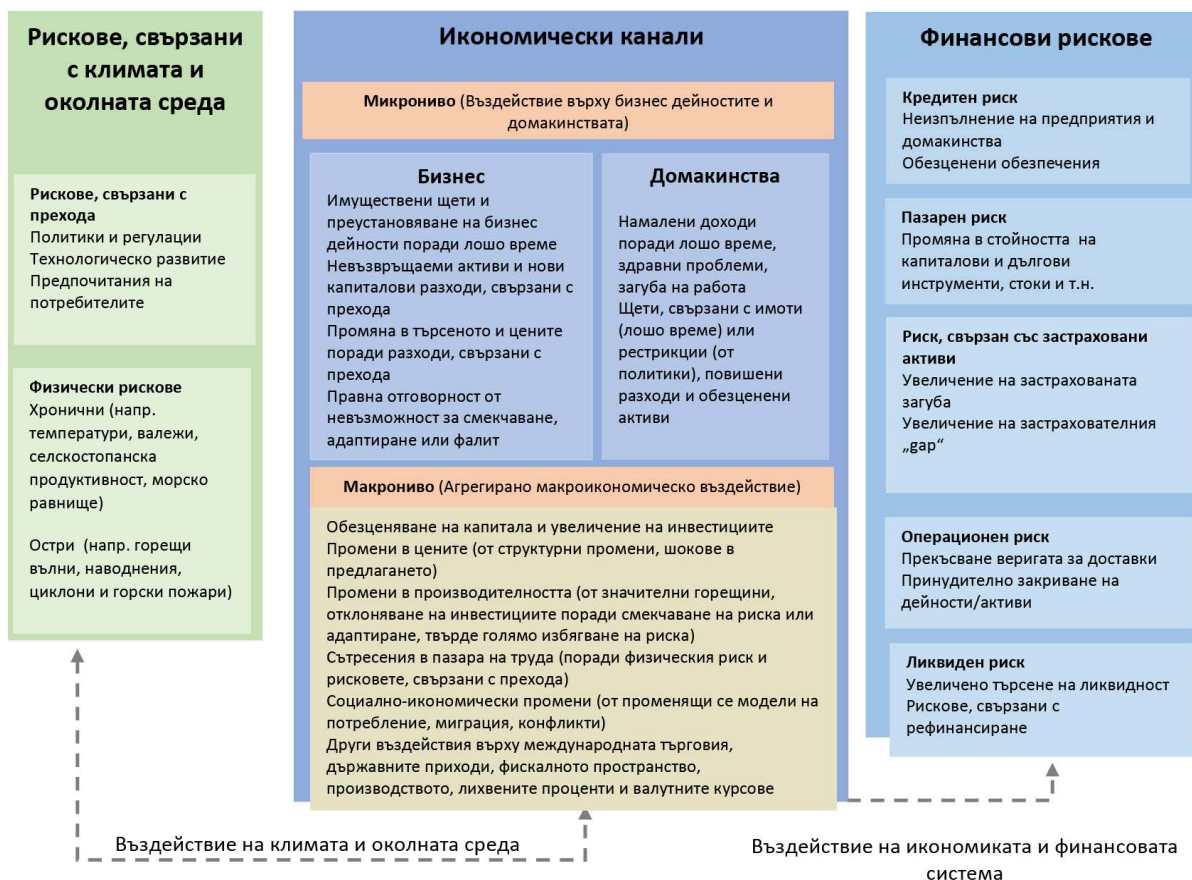 Рискове, свързани
с климата и
околната среда
Рискове, свързани с
прехода
Политики и регулации
Технологическо развитие
Предпочитания на
потребителите
Физически рискове
Хронични (напр.
температури, валежи,
селскостопанска
продуктивност, морско
равнище)
Остри (напр. горещи
вълни, наводнения,
циклони и горски пожари)
Икономически канали
Микрониво (Въздействие върху бизнес дейностите и
домакинствата)
Бизнес
Имуществени щети и
преустановяване на бизнес
дейности поради лошо време
Невъзвръщаеми активи и нови
капиталови разходи, свързани с
прехода
Промяна в търсеното и цените
поради разходи, свързани с
прехода
Правна отговорност от
невъзможност за смекчаване,
адаптиране или фалит
Домакинства
Намалени доходи
поради лошо време,
здравни проблеми,
загуба на работа
Щети, свързани с имоти
(лошо време) или
рестрикции (от
политики), повишени
разходи и обезценени
активи
Макрониво (Агрегирано макроикономическо въздействие)
Обезценяване на капитала и увеличение на инвестициите
Промени в цените (от структурни промени, шокове в
предлагането)
Промени в производителността (от значителни горещини,
отклоняване на инвестициите поради смекчаване на риска или
адаптиране, твърде голямо избягване на риска)
Сътресения в пазара на труда (поради физическия риск и
рисковете, свързани с прехода)
Социално-икономически промени (от променящи се модели на
потребление, миграция, конфликти)
Други въздействия върху международната търговия,
държавните приходи, фискалното пространство,
производството, лихвените проценти и валутните курсове
Финансови рискове
Кредитен риск
Неизпълнение на предприятия и
домакинства
Обезценени обезпечения
Пазарен риск
Промяна в стойността на
капиталови и дългови
инструменти, стоки и т.н.
Риск, свързан със застраховани
активи
Увеличение на застрахованата
загуба
Увеличение на застрахователния
„gap“
Операционен риск
Прекъсване веригата за доставки
Принудително закриване на
дейности/активи
Ликвиден риск
Увеличено търсене на ликвидност
Рискове, свързани с
рефинансиране
Въздействие на климата и околната среда
Въздействие на икономиката и финансовата
система